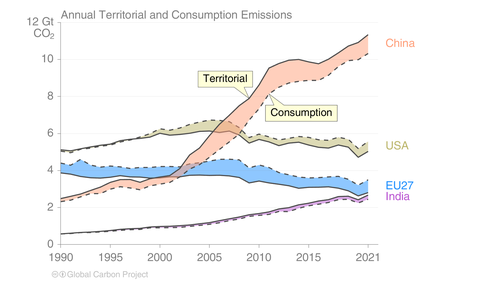 Annual Territorial and Consumption Emissions
12 Gt
CO₂
10
8
6
4
2
0
1990
1995
2000
2005
2010
2015
2021
Territorial
Consumption
China
USA
EU27
India
Global Carbon Project